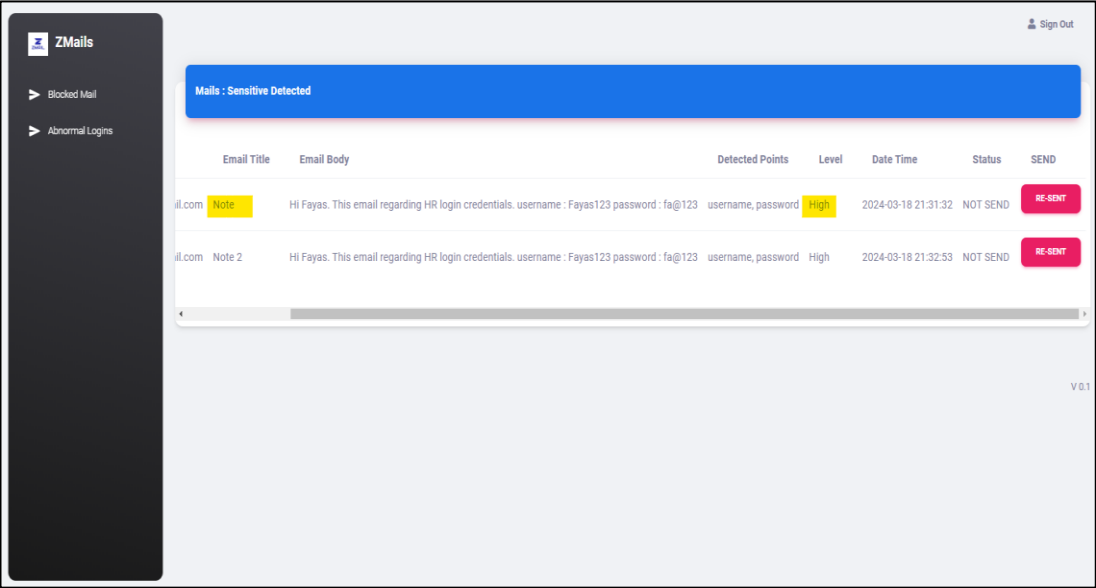 Sign Out
ZMails
Blocked Mail
Abnormal Logins
Mails : Sensitive Detected
Email Title Email Body Detected Points Level Date Time Status SEND
il.com Note Hi Fayas. This email regarding HR login credentials. username : Fayas123 password : fa@123 username, password High 2024-03-18 21:31:32 NOT SEND RE-SENT
il.com Note 2 Hi Fayas. This email regarding HR login credentials. username : Fayas123 password : fa@123 username, password High 2024-03-18 21:32:53 NOT SEND RE-SENT
V 0.1